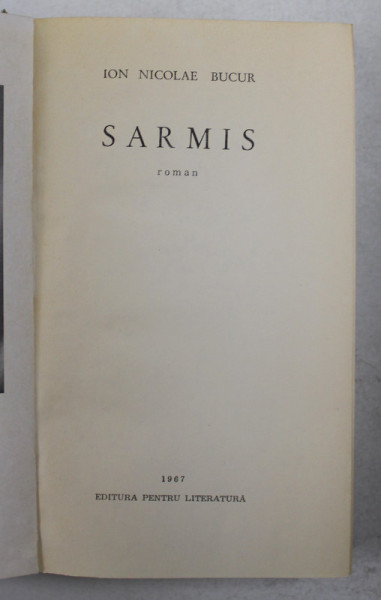 ION NICOLAE BUCUR
SARMIS
roman
1967
EDITURA PENTRU LITERATURĂ